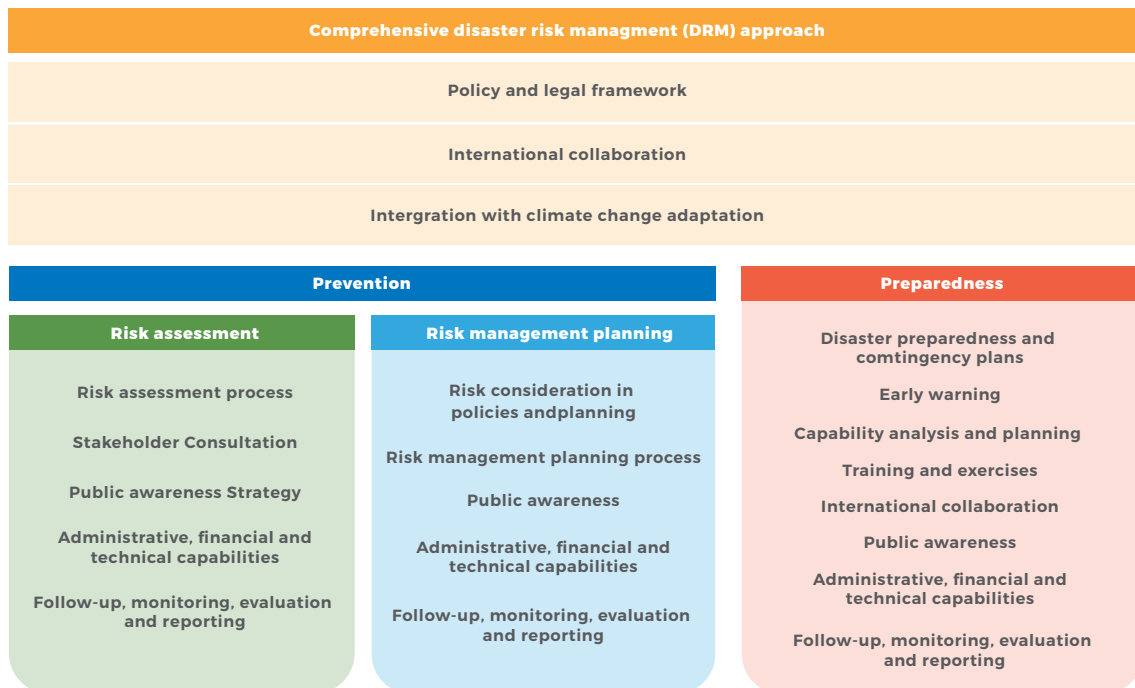 Comprehensive disaster risk managment (DRM) approach
Policy and legal framework
International collaboration
Intergration with climate change adaptation
Prevention
Risk assessment
Risk assessment process
Stakeholder Consultation
Public awareness Strategy
Administrative, financial and
technical capabilities
Follow-up, monitoring, evaluation
and reporting
Risk management planning
Risk consideration in
policies andplanning
Risk management planning process
Public awareness
Administrative, financial and
technical capabilities
Follow-up, monitoring, evaluation
and reporting
Preparedness
Disaster preparedness and
comtingency plans
Early warning
Capability analysis and planning
Training and exercises
International collaboration
Public awareness
Administrative, financial and
technical capabilities
Follow-up, monitoring, evaluation
and reporting